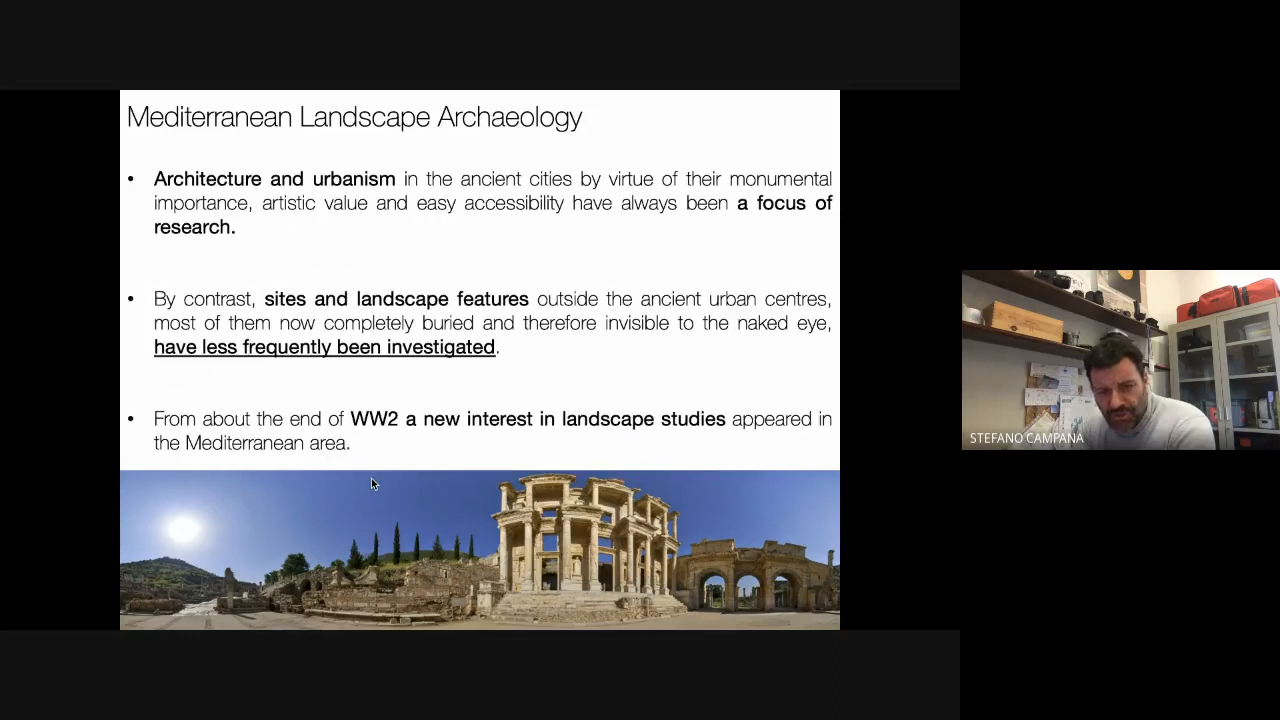 Mediterranean Landscape Archaeology
• Architecture and urbanism in the ancient cities by virtue of their monumental
importance, artistic value and easy accessibility have always been a focus of
research.
• By contrast, sites and landscape features outside the ancient urban centres,
most of them now completely buried and therefore invisible to the naked eye,
have less frequently been investigated.
• From about the end of WW2 a new interest in landscape studies appeared in
the Mediterranean area.
STEFANO CAMPANA